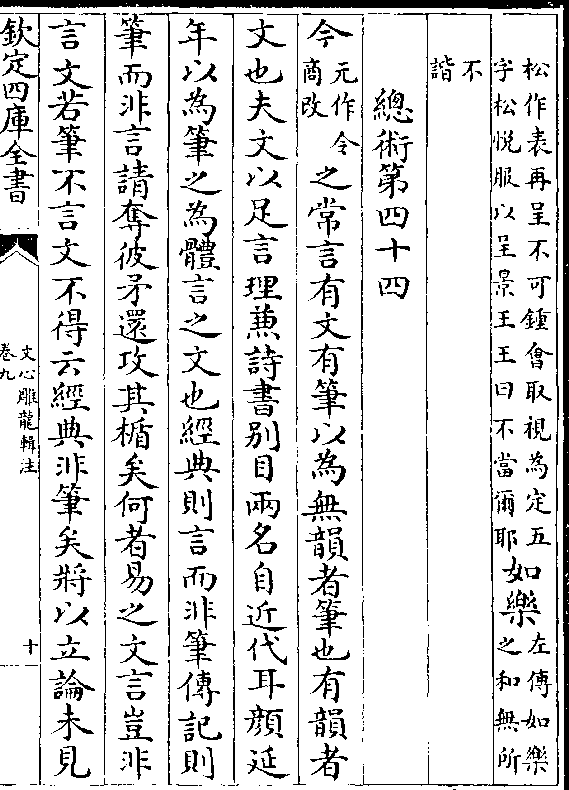 松作表再呈不可鍾會取視為定五
字松悅服以呈景王王曰不當爾耶
如樂
左傳如樂
之和無所
不
諧
總術第四十四
今
元作令
商改
之常言有文有筆以為無韻者筆也有韻者
文也夫文以足言理蒹詩書别目兩名自近代耳顔延
年以為筆之為體言之文也經典則言而非筆傳記則
筆而非言請奪彼矛還攻其楯矣何者易之文言豈非
言文若筆不言文不得云經典非筆矣將以立論未見
欽定四庫全書
文心雕龍輯注
卷九
十